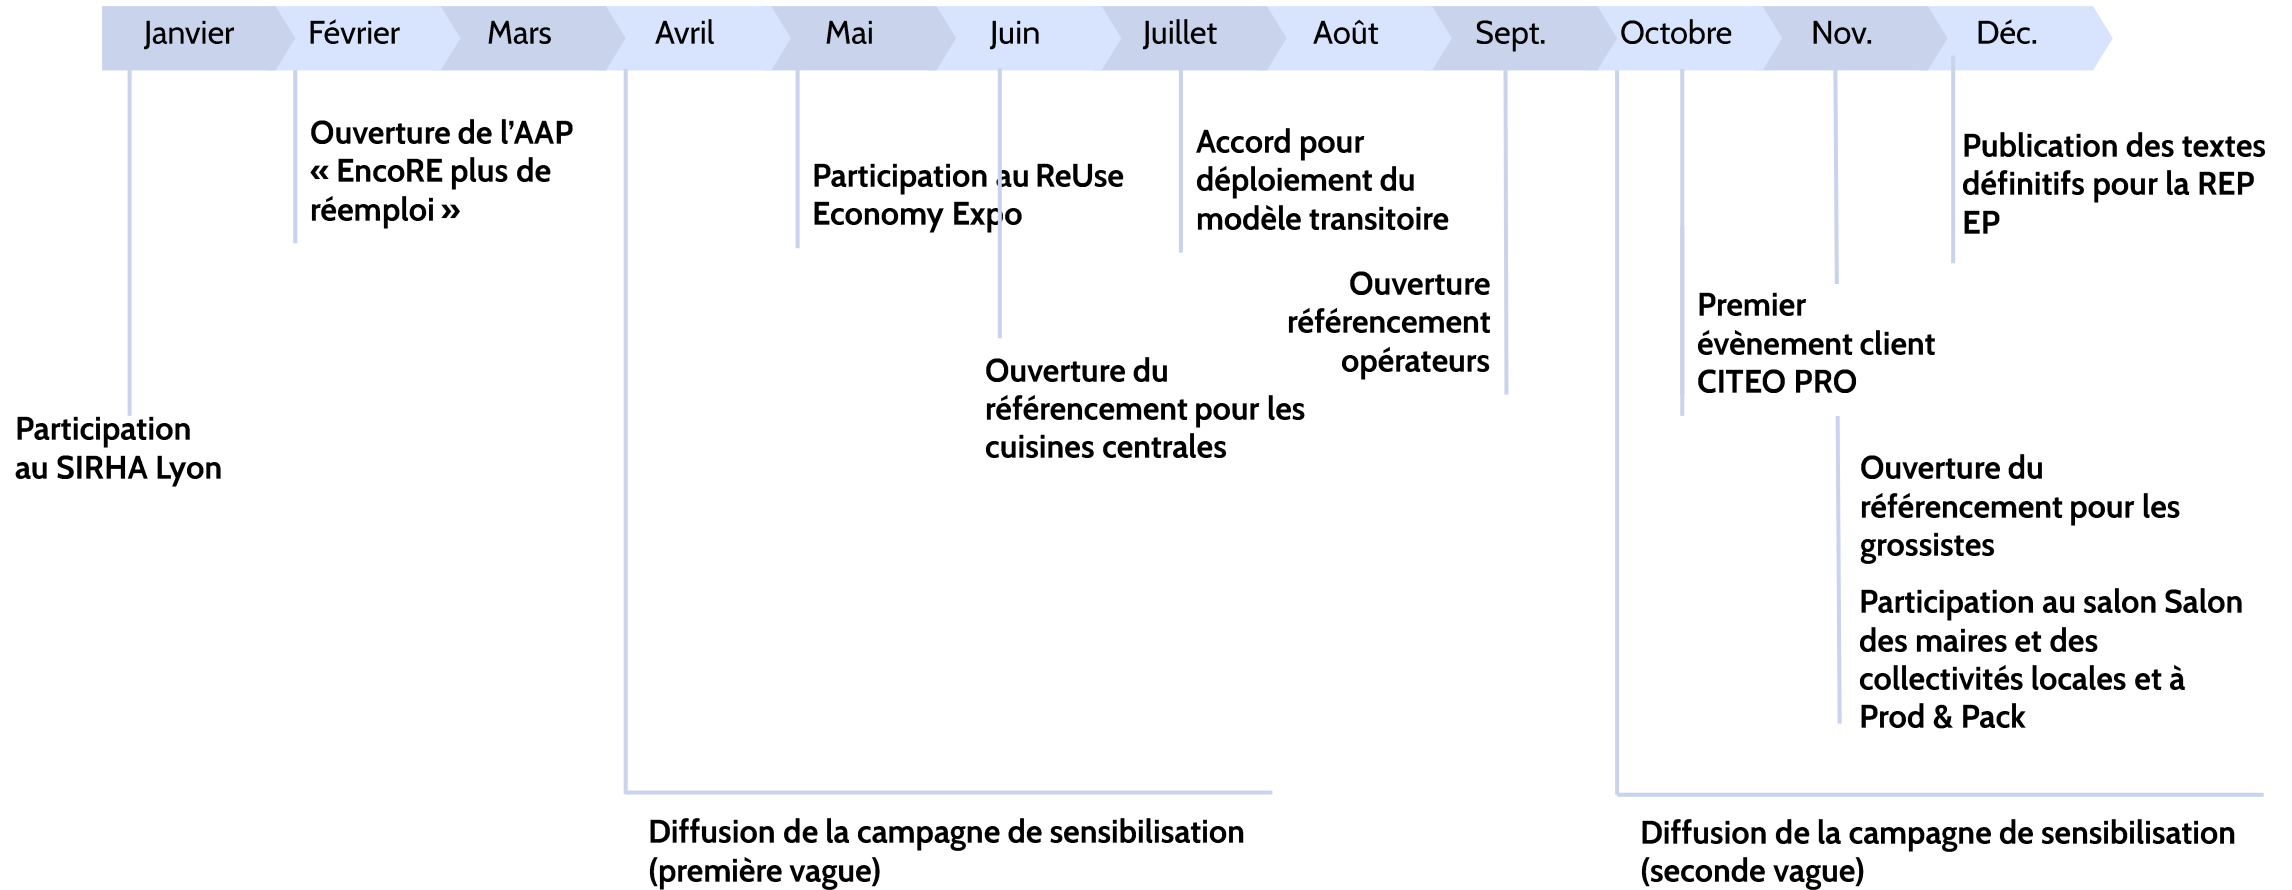 Janvier
Février
Mars
Avril
Mai
Juin
Juillet
Août
Sept.
Octobre
Nov.
Déc.
Participation
au SIRHA Lyon
Ouverture de l’AAP
« EncoRE plus de
réemploi »
Participation au ReUse
Economy Expo
Ouverture du
référencement pour les
cuisines centrales
Accord pour
déploiement du
modèle transitoire
Ouverture
référencement
opérateurs
Premier
évènement client
CITEO PRO
Ouverture du
référencement pour les
grossistes
Participation au salon Salon
des maires et des
collectivités locales et à
Prod & Pack
Publication des textes
définitifs pour la REP
EP
Diffusion de la campagne de sensibilisation
(première vague)
Diffusion de la campagne de sensibilisation
(seconde vague)